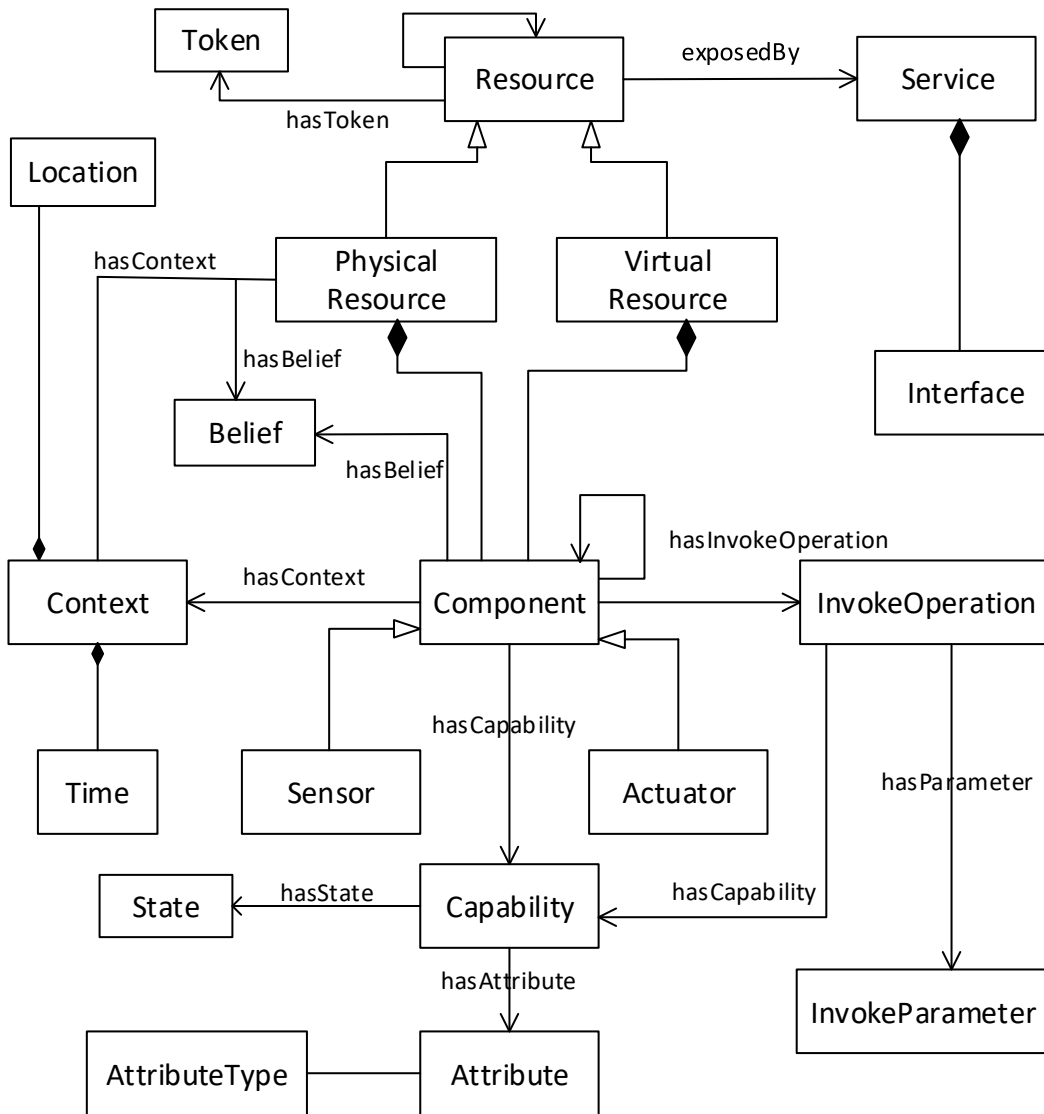 Token
Resource
exposedBy
Service
hasToken
Location
hasContext
Physical
Resource
Virtual
Resource
hasBelief
Interface
Belief
hasBelief
hasInvokeOperation
hasContext
Context
Component
InvokeOperation
hasCapability
Time
Sensor
Actuator
hasParameter
State
hasState
Capability
hasCapability
hasAttribute
InvokeParameter
AttributeType
Attribute